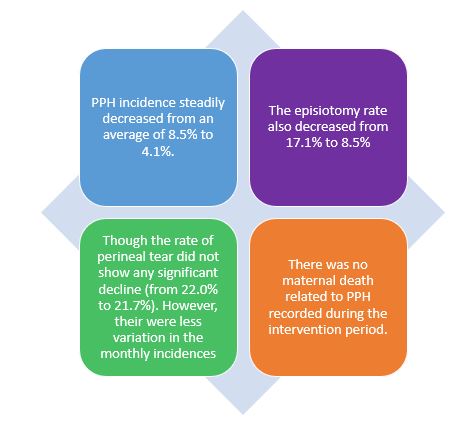 PPH incidence steadily
decreased from an
average of 8.5% to
4.1%.
The episiotomy rate
also decreased from
17.1% to 8.5%
Though the rate of
perineal tear did not
show any significant
decline (from 22.0%
to 21.7%). However,
their were less
variation in the
monthly incidences
There was no
maternal death
related to PPH
recorded during the
intervention period.